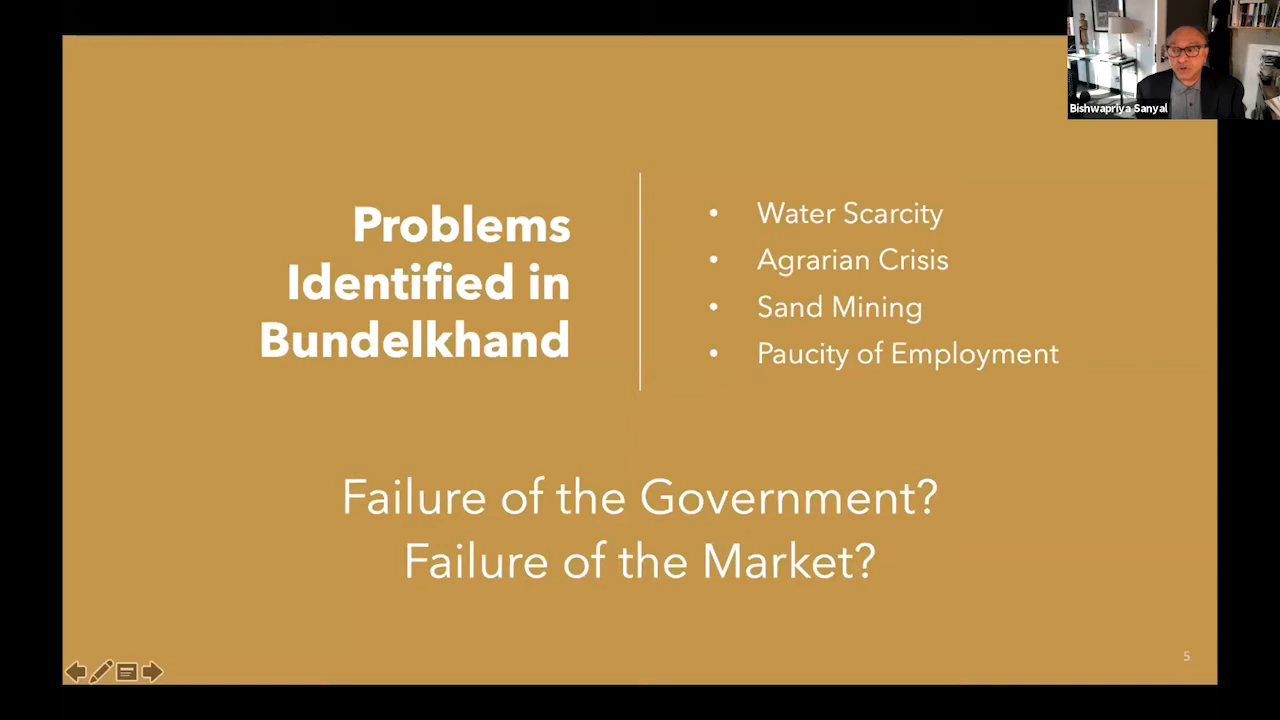 Bishwapriya Sanyal
Problems
Identified in
Bundelkhand
• Water Scarcity
• Agrarian Crisis
• Sand Mining
• Paucity of Employment
Failure of the Government?
Failure of the Market?
5